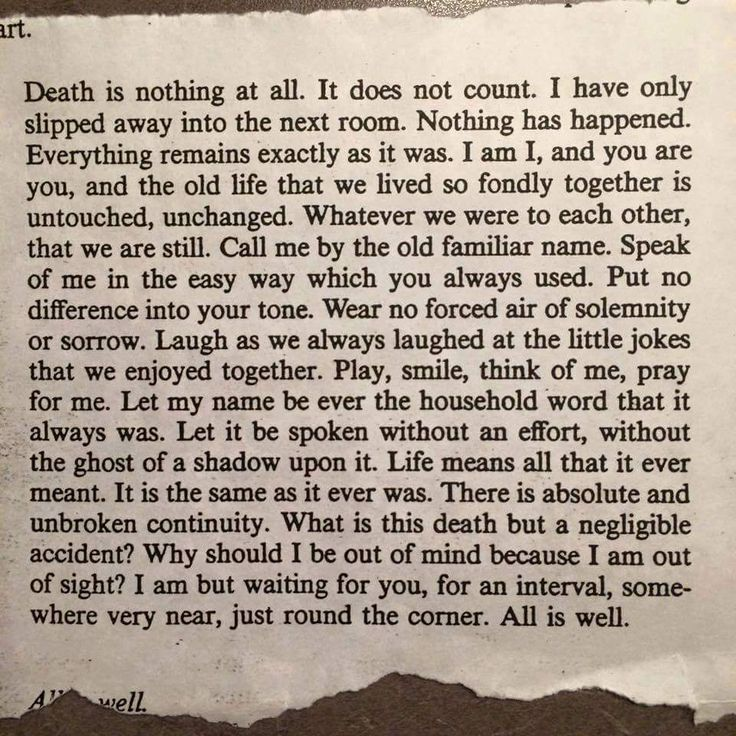 art.
Death is nothing at all. It does not count. I have only
slipped away into the next room. Nothing has happened.
Everything remains exactly as it was. I am I, and you are
you, and the old life that we lived so fondly together is
untouched, unchanged. Whatever we were to each other,
that we are still. Call me by the old familiar name. Speak
of me in the easy way which you always used. Put no
difference into your tone. Wear no forced air of solemnity
or sorrow. Laugh as we always laughed at the little jokes
that we enjoyed together. Play, smile, think of me, pray
for me. Let my name be ever the household word that it
always was. Let it be spoken without an effort, without
the ghost of a shadow upon it. Life means all that it ever
meant. It is the same as it ever was. There is absolute and
unbroken continuity. What is this death but a negligible
accident? Why should I be out of mind because I am out
of sight? I am but waiting for you, for an interval, some-
where very near, just round the corner. All is well.
well.